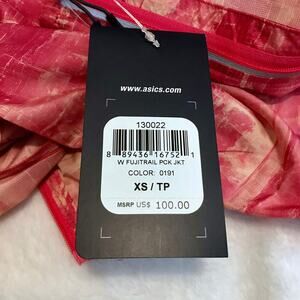 www.asics.com
130022
8 89436 16752 1
W FUJITRAIL PCK JKT
COLOR: 0191
XS / TP
MSRP US$ 100.00